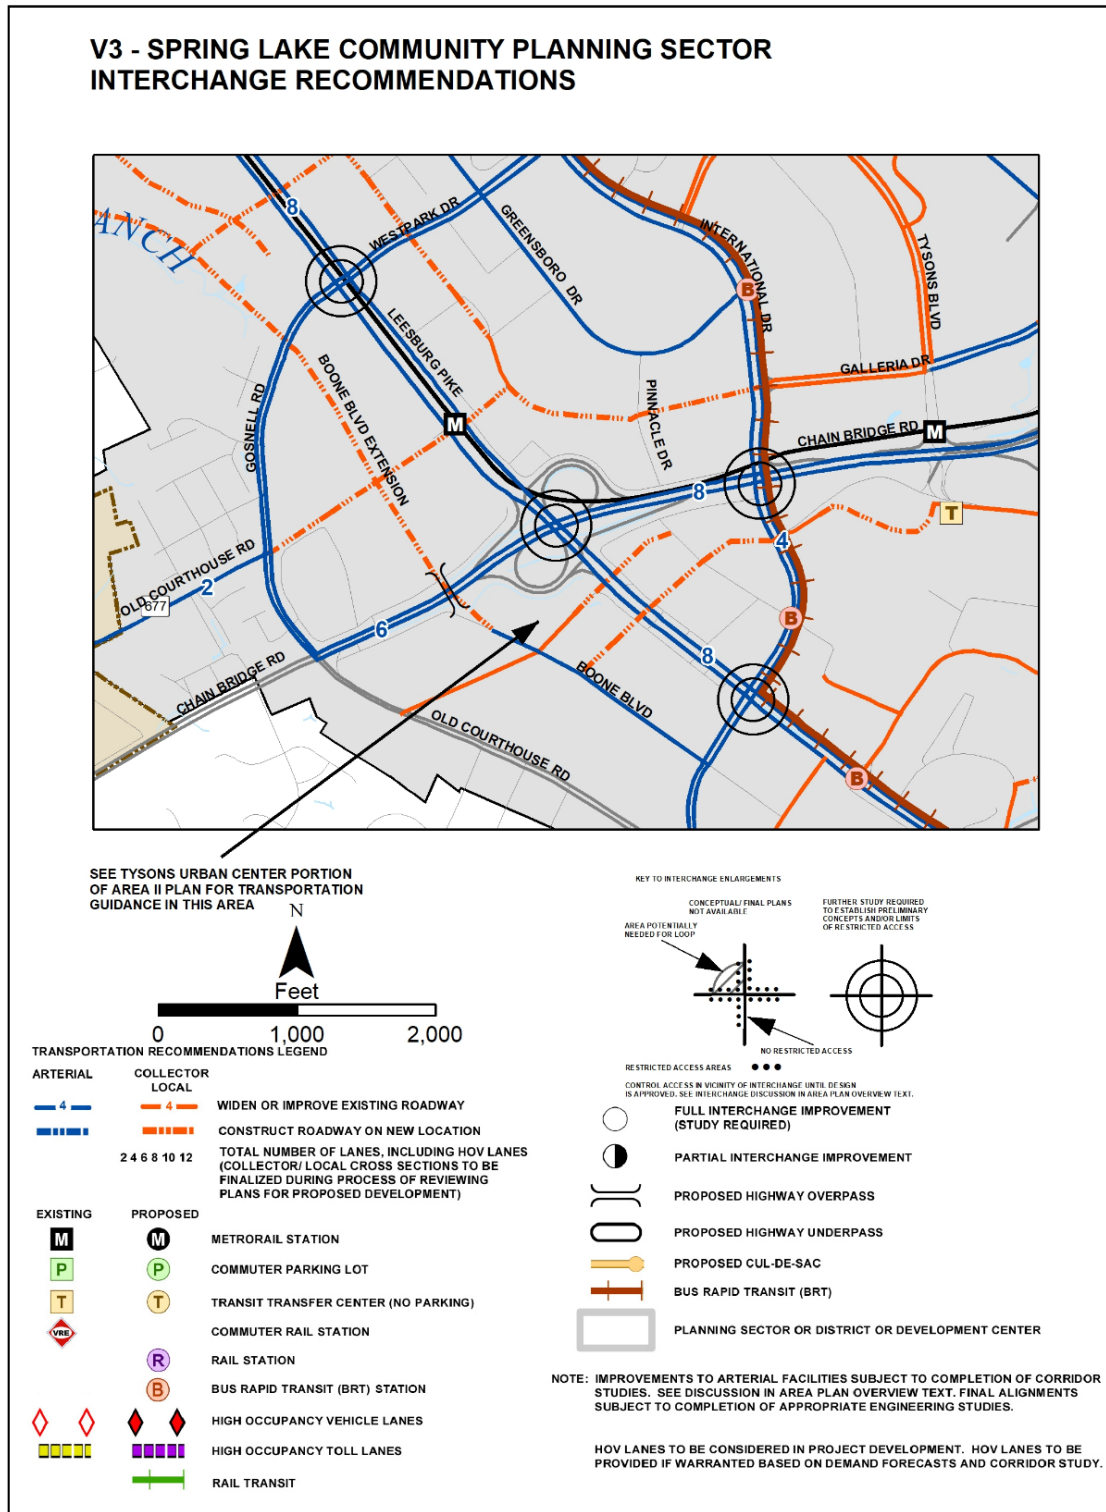 V3 - SPRING LAKE COMMUNITY PLANNING SECTOR
INTERCHANGE RECOMMENDATIONS
ANCH
8
WESTPARK DR
GREENSBORO DR
INTERNATIONAL DR
B
TYSONS BLVD
LEESBURG PIKE
GALLERIA DR
BOONE BLVD EXTENSION
PINNACLE DR
GOSNELL RD
M
CHAIN BRIDGE RD
M
8
T
4
OLD COURTHOUSE RD
677
2
6
B
8
BOONE BLVD
CHAIN BRIDGE RD
OLD COURTHOUSE RD
B
SEE TYSONS URBAN CENTER PORTION
OF AREA II PLAN FOR TRANSPORTATION
GUIDANCE IN THIS AREA
N
Feet
0 1,000 2,000
KEY TO INTERCHANGE ENLARGEMENTS
CONCEPTUAL/ FINAL PLANS
NOT AVAILABLE
AREA POTENTIALLY
NEEDED FOR LOOP
FURTHER STUDY REQUIRED
TO ESTABLISH PRELIMINARY
CONCEPTS AND/OR LIMITS
OF RESTRICTED ACCESS
NO RESTRICTED ACCESS
RESTRICTED ACCESS AREAS
CONTROL ACCESS IN VICINITY OF INTERCHANGE UNTIL DESIGN
IS APPROVED. SEE INTERCHANGE DISCUSSION IN AREA PLAN OVERVIEW TEXT.
TRANSPORTATION RECOMMENDATIONS LEGEND
ARTERIAL
COLLECTOR
LOCAL
4 4 WIDEN OR IMPROVE EXISTING ROADWAY
CONSTRUCT ROADWAY ON NEW LOCATION
2 4 6 8 10 12 TOTAL NUMBER OF LANES, INCLUDING HOV LANES
(COLLECTOR/ LOCAL CROSS SECTIONS TO BE
FINALIZED DURING PROCESS OF REVIEWING
PLANS FOR PROPOSED DEVELOPMENT)
EXISTING PROPOSED
M M METRORAIL STATION
P P COMMUTER PARKING LOT
T T TRANSIT TRANSFER CENTER (NO PARKING)
VRE COMMUTER RAIL STATION
R RAIL STATION
B BUS RAPID TRANSIT (BRT) STATION
HIGH OCCUPANCY VEHICLE LANES
HIGH OCCUPANCY TOLL LANES
RAIL TRANSIT
FULL INTERCHANGE IMPROVEMENT
(STUDY REQUIRED)
PARTIAL INTERCHANGE IMPROVEMENT
PROPOSED HIGHWAY OVERPASS
PROPOSED HIGHWAY UNDERPASS
PROPOSED CUL-DE-SAC
BUS RAPID TRANSIT (BRT)
PLANNING SECTOR OR DISTRICT OR DEVELOPMENT CENTER
NOTE: IMPROVEMENTS TO ARTERIAL FACILITIES SUBJECT TO COMPLETION OF CORRIDOR
STUDIES. SEE DISCUSSION IN AREA PLAN OVERVIEW TEXT. FINAL ALIGNMENTS
SUBJECT TO COMPLETION OF APPROPRIATE ENGINEERING STUDIES.
HOV LANES TO BE CONSIDERED IN PROJECT DEVELOPMENT. HOV LANES TO BE
PROVIDED IF WARRANTED BASED ON DEMAND FORECASTS AND CORRIDOR STUDY.